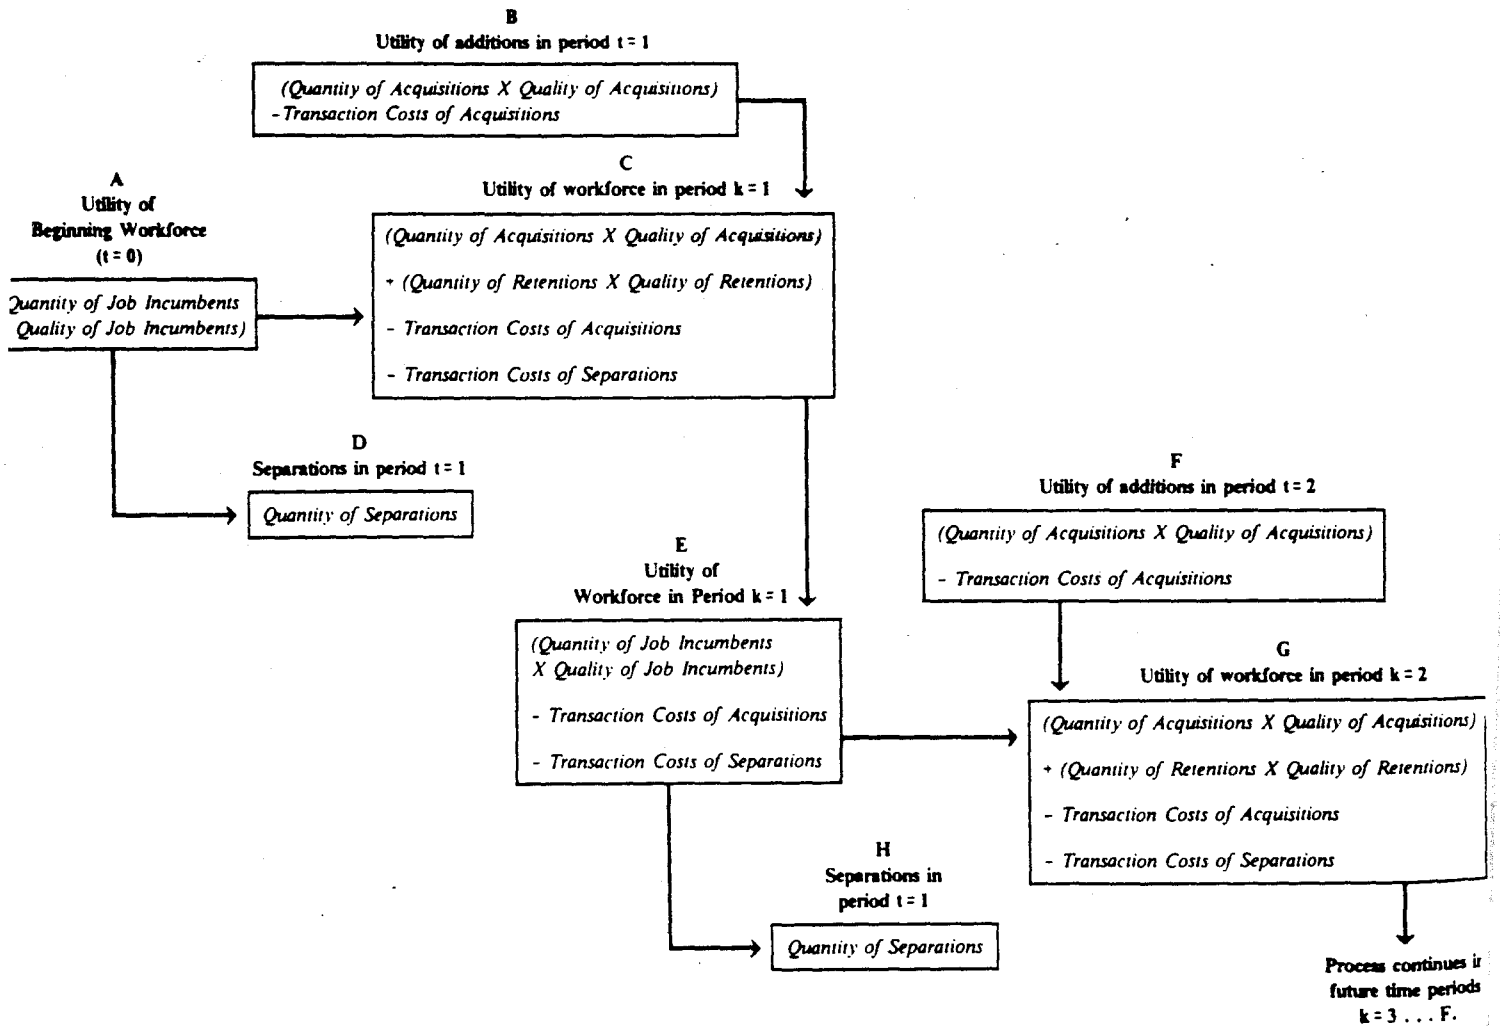 B
Utility of additions in period t = 1
(Quantity of Acquisitions X Quality of Acquisitions)
- Transaction Costs of Acquisitions
A
Utility of
Beginning Workforce
(t = 0)
Quantity of Job Incumbents
Quality of Job Incumbents)
C
Utility of workforce in period k = 1
(Quantity of Acquisitions X Quality of Acquisitions)
+ (Quantity of Retentions X Quality of Retentions)
- Transaction Costs of Acquisitions
- Transaction Costs of Separations
D
Separations in period t = 1
Quantity of Separations
E
Utility of
Workforce in Period k = 1
(Quantity of Job Incumbents
X Quality of Job Incumbents)
- Transaction Costs of Acquisitions
- Transaction Costs of Separations
F
Utility of additions in period t = 2
(Quantity of Acquisitions X Quality of Acquisitions)
- Transaction Costs of Acquisitions
G
Utility of workforce in period k = 2
(Quantity of Acquisitions X Quality of Acquisitions)
+ (Quantity of Retentions X Quality of Retentions)
- Transaction Costs of Acquisitions
- Transaction Costs of Separations
H
Separations in
period t = 1
Quantity of Separations
Process continues
future time periods
k = 3 . . . F.